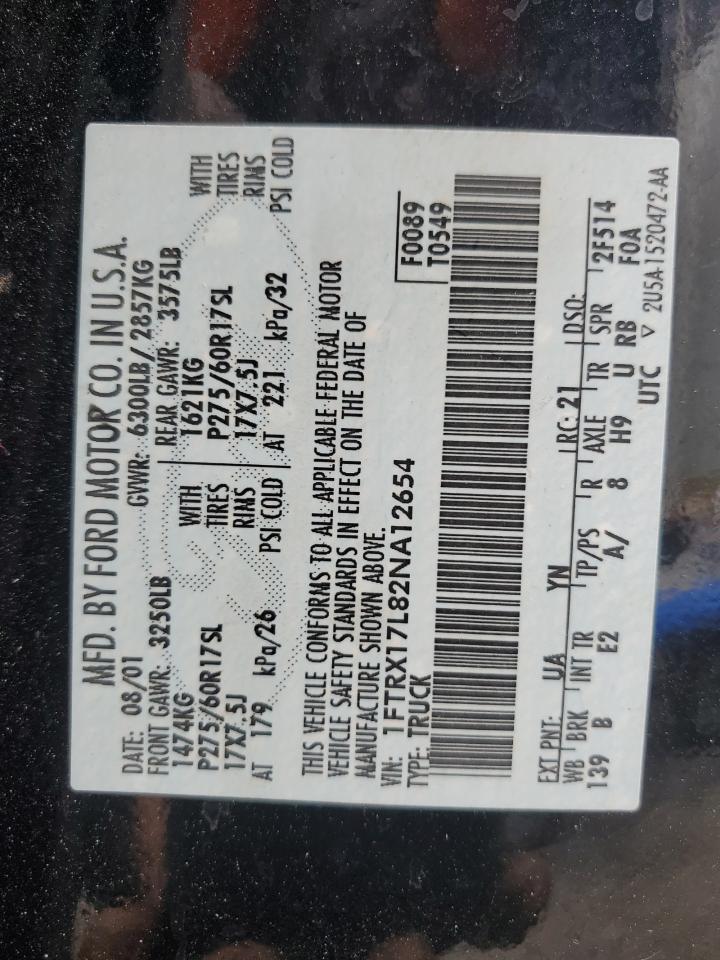 MFD. BY FORD MOTOR CO. IN U.S.A.
DATE: 08/01 GVWR: 6300LB/ 2857KG
FRONT GAWR: 3250LB REAR GAWR: 3575LB
1474KG WITH 1621KG WITH
P275/60R17SL TIRES P275/60R17SL TIRES
17X7.5J RIMS 17X7.5J RIMS
AT 179 kPa/26 PSI COLD AT 221 kPa/32 PSI COLD
THIS VEHICLE CONFORMS TO ALL APPLICABLE FEDERAL MOTOR
VEHICLE SAFETY STANDARDS IN EFFECT ON THE DATE OF
MANUFACTURE SHOWN ABOVE.
VIN: 1FTRX17L82NA12654 F0089
TYPE: TRUCK T0549
EXT PNT: UA YN RC: 21 DSO:
WB BRK INT TR TP/PS R AXLE TR SPR 2F514
139 B E2 A/ 8 H9 U RB F0A
UTC ▽ 2U5A-1520472-AA